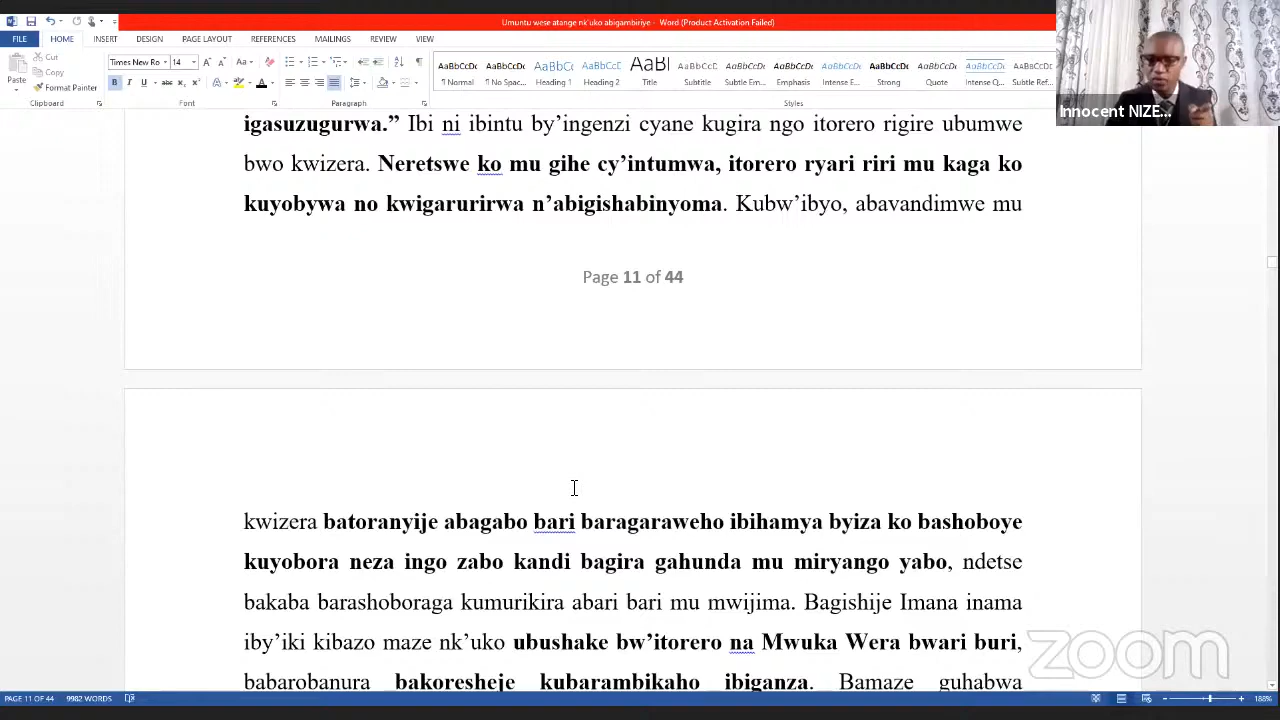 Umuntu wese atange nk'uko abigambiriye - Word (Product Activation Failed)
FILE HOME INSERT DESIGN PAGE LAYOUT REFERENCES MAILINGS REVIEW VIEW
Cut
Copy
Format Painter
Paste
Times New Ro 14
AaBbCcDc AaBbCcDc AaBbCc AaBbCcC AaBl AaBbCcD AaBbCcDc AaBbCcDc AaBbCcDc AaBbCcDc AaBbCcDc AaBbCcDc AaBbCcDc
¶ Normal ¶ No Spac... Heading 1 Heading 2 Title Subtitle Subtle Em... Emphasis Intense E... Strong Quote Intense Q... Subtle Ref...
Clipboard Font Paragraph Styles
Innocent NIZE...
igasuzugurwa.” Ibi ni ibintu by’ingenzi cyane kugira ngo itorero rigire ubumwe
bwo kwizera. Neretswe ko mu gihe cy’intumwa, itorero ryari riri mu kaga ko
kuyobywa no kwigarurirwa n’abigishabinyoma. Kubw’ibyo, abavandimwe mu
Page 11 of 44
kwizera batoranyije abagabo bari baragaraweho ibihamya byiza ko bashoboye
kuyobora neza ingo zabo kandi bagira gahunda mu miryango yabo, ndetse
bakaba barashoboraga kumurikira abari bari mu mwijima. Bagishije Imana inama
iby’iki kibazo maze nk’uko ubushake bw’itorero na Mwuka Wera bwari buri,
babarobanura bakoresheje kubarambikaho ibiganza. Bamaze guhabwa
zoom
PAGE 11 OF 44 9982 WORDS
188%